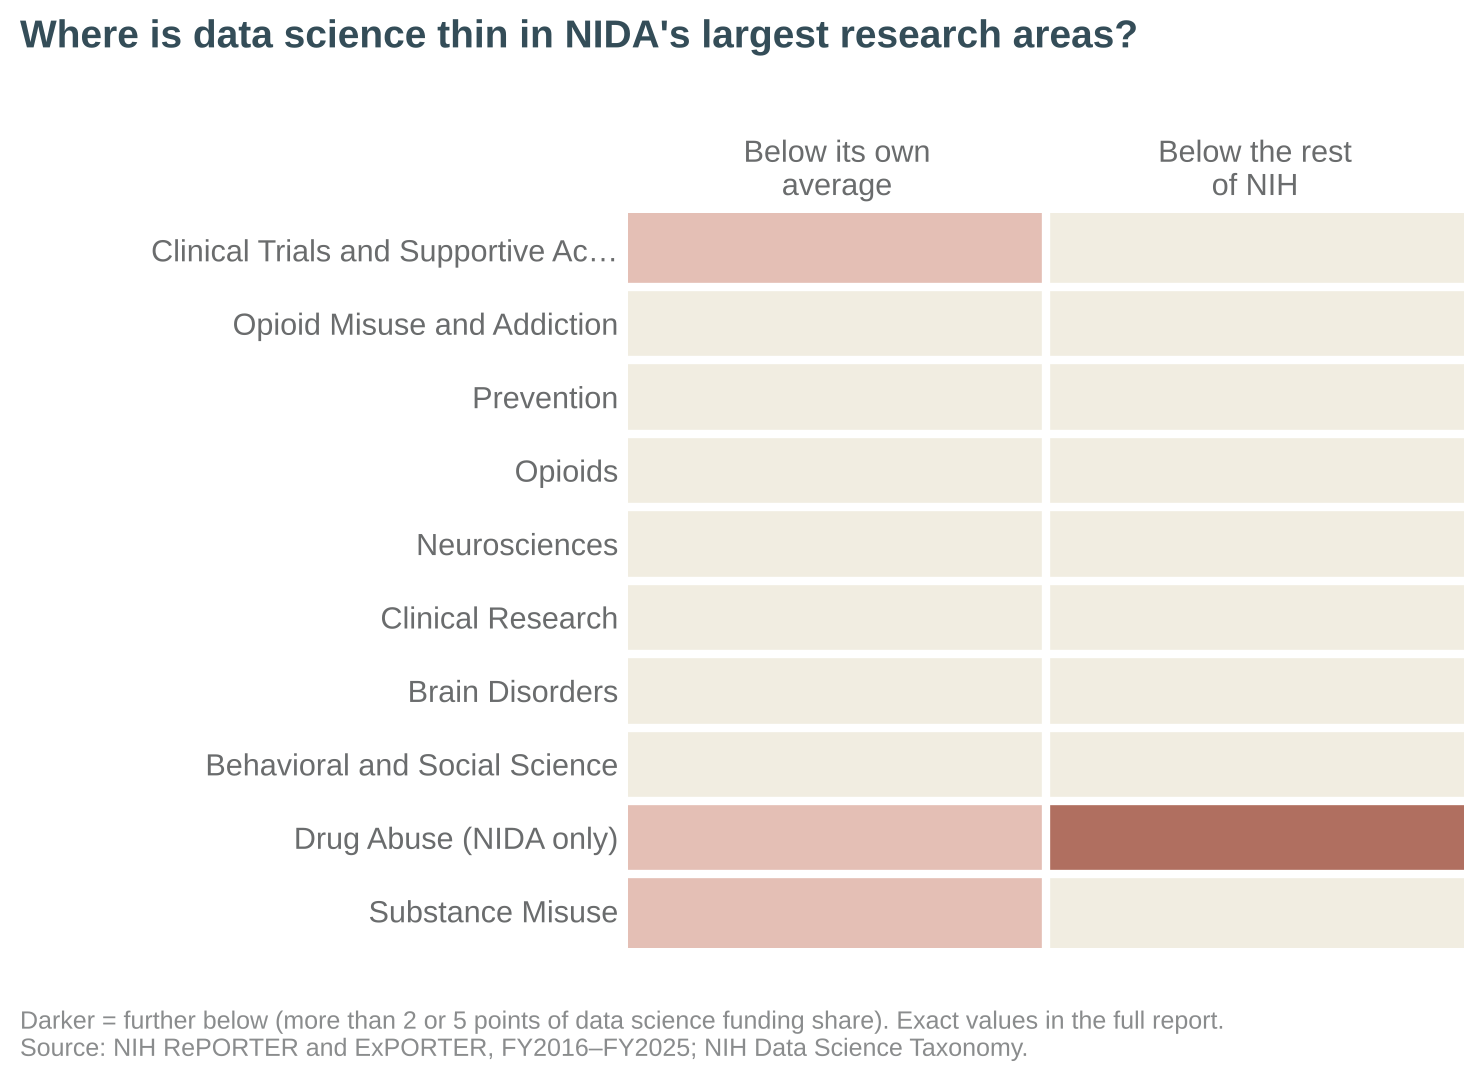 Where is data science thin in NIDA's largest research areas?
Below its own
average
Below the rest
of NIH
Clinical Trials and Supportive Ac…
Opioid Misuse and Addiction
Prevention
Opioids
Neurosciences
Clinical Research
Brain Disorders
Behavioral and Social Science
Drug Abuse (NIDA only)
Substance Misuse
Darker = further below (more than 2 or 5 points of data science funding share). Exact values in the full report.
Source: NIH RePORTER and ExPORTER, FY2016–FY2025; NIH Data Science Taxonomy.